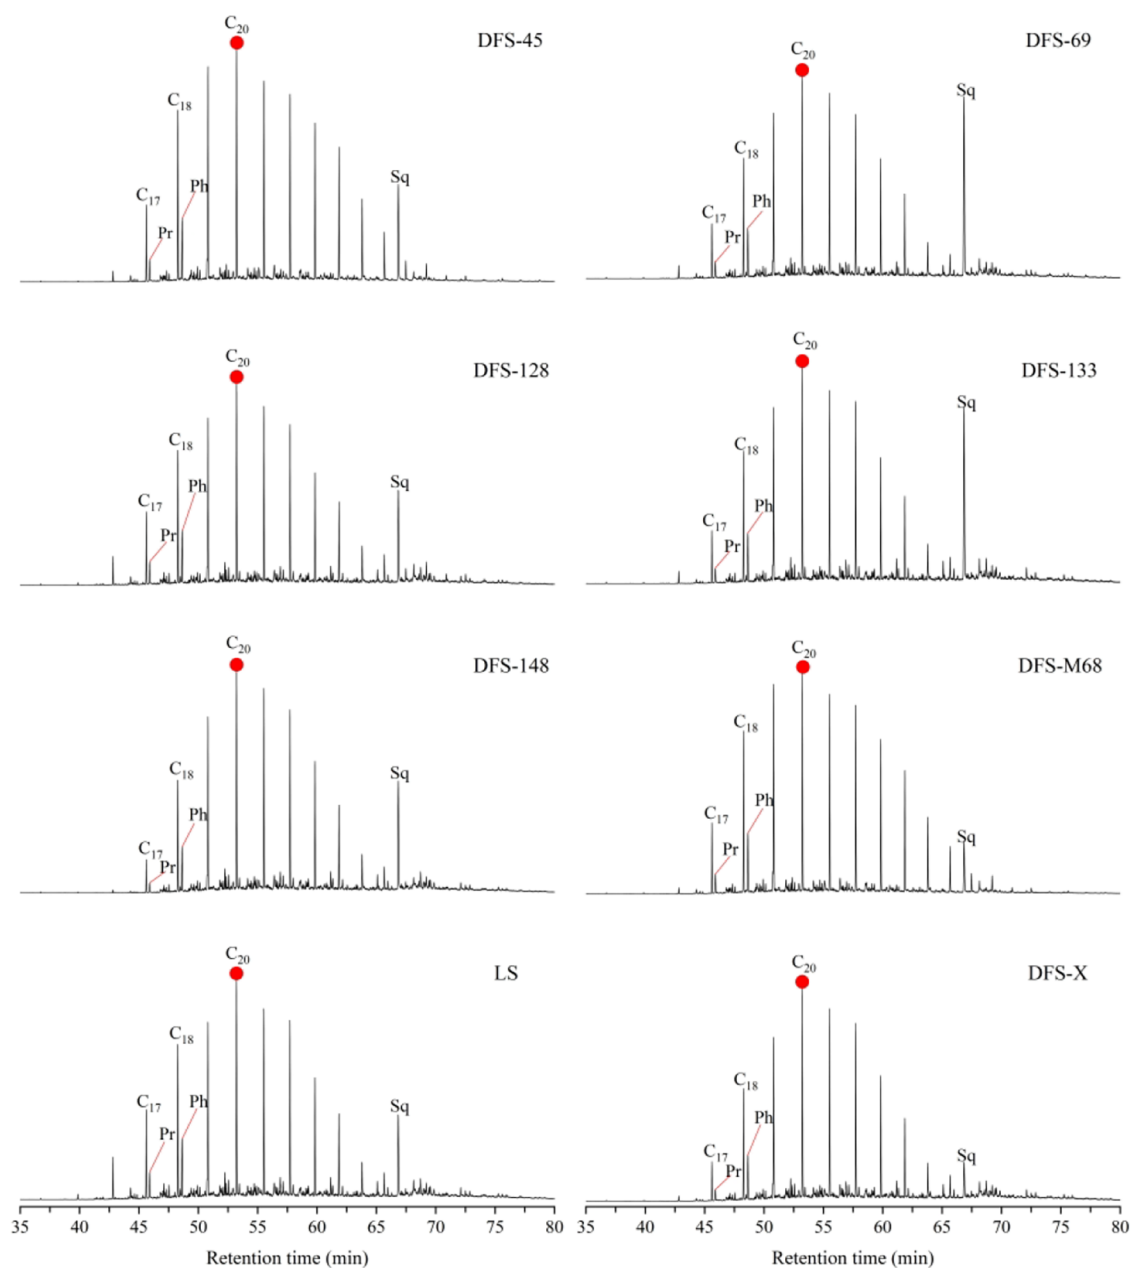 C20
DFS-45
C18
C17
Ph
Pr
Sq
C20
DFS-69
Sq
C18
C17
Ph
Pr
C20
DFS-128
C18
C17
Ph
Pr
Sq
C20
DFS-133
Sq
C18
C17
Ph
Pr
C20
DFS-148
C18
C17
Ph
Pr
Sq
C20
DFS-M68
C18
C17
Ph
Pr
Sq
C20
LS
C18
C17
Ph
Pr
Sq
35 40 45 50 55 60 65 70 75 80
Retention time (min)
C20
DFS-X
C18
C17
Ph
Pr
Sq
35 40 45 50 55 60 65 70 75 80
Retention time (min)